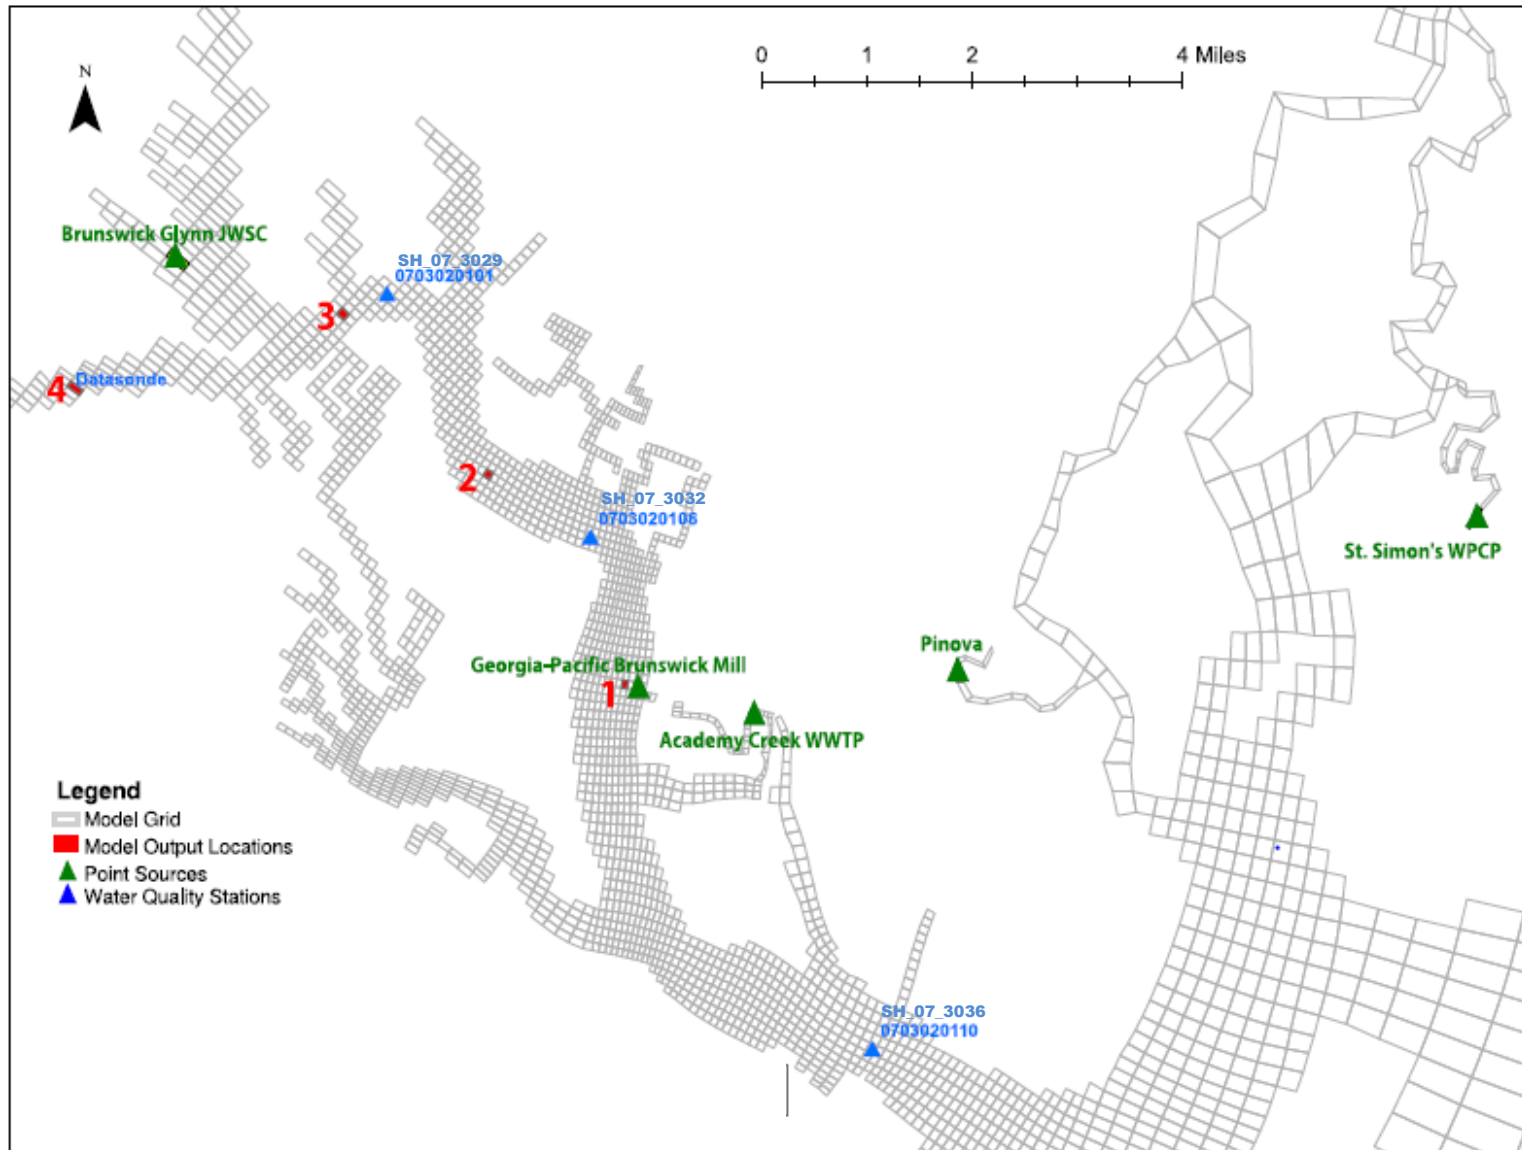 0 1 2 4 Miles
N
Brunswick Glynn JWSC
SH_07_3029
0703020101
3
4 Datasonde
2
SH_07_3032
0703020106
St. Simon's WPCP
Pinova
Georgia-Pacific Brunswick Mill
1
Academy Creek WWTP
Legend
Model Grid
Model Output Locations
Point Sources
Water Quality Stations
SH_07_3036
0703020110